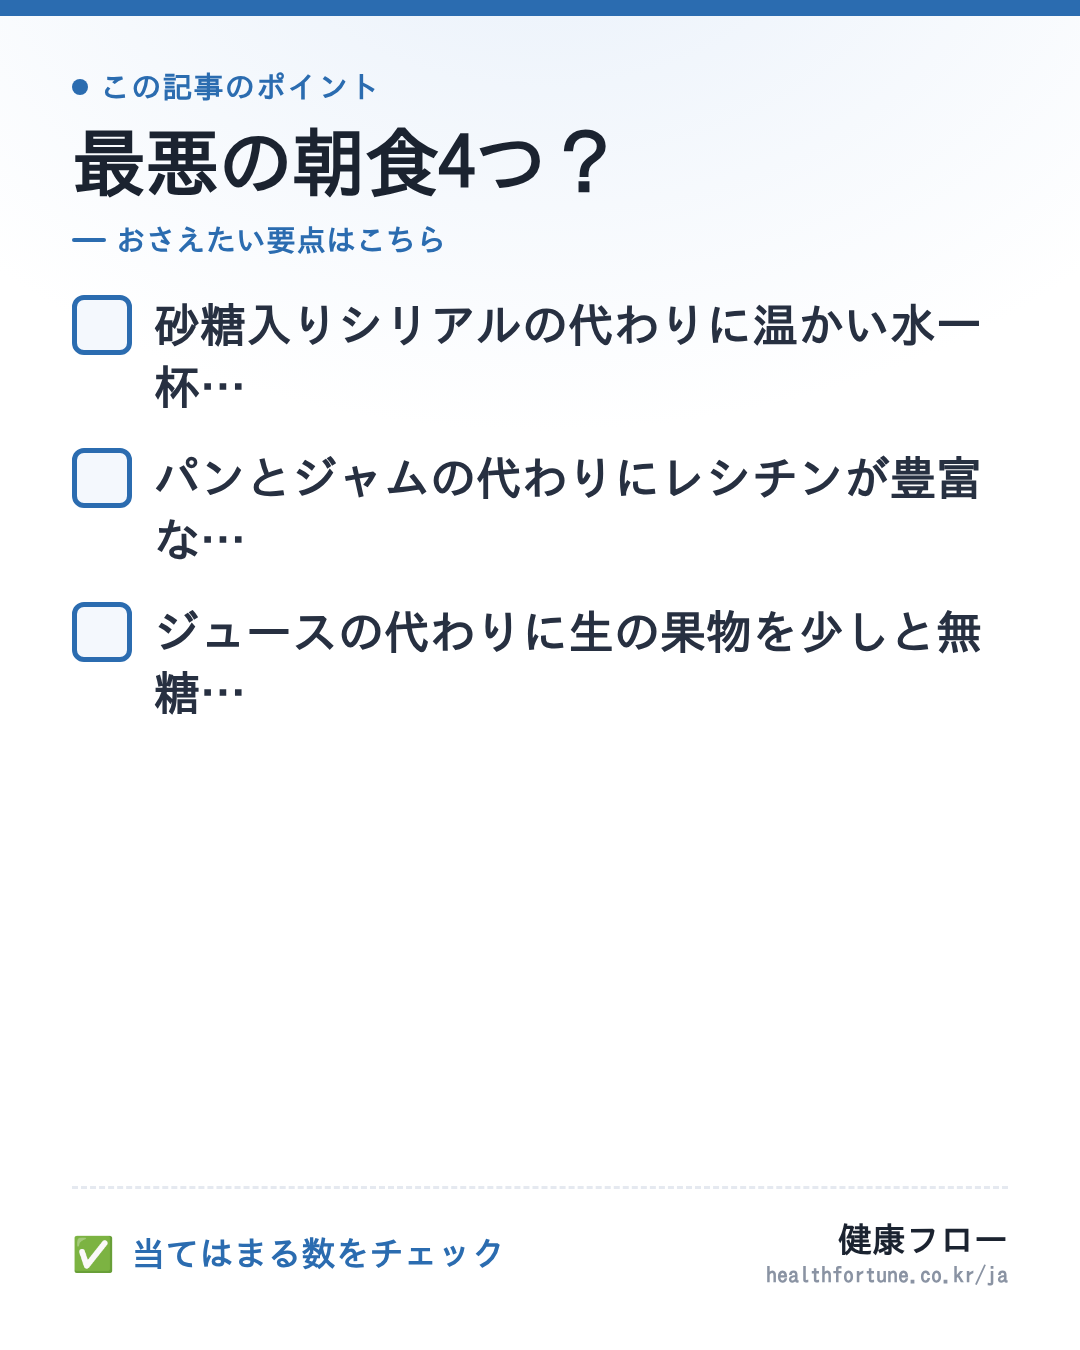 この記事のポイント
最悪の朝食4つ？
おさえたい要点はこちら
砂糖入りシリアルの代わりに温かい水一
杯…
パンとジャムの代わりにレシチンが豊富
な…
ジュースの代わりに生の果物を少しと無
糖…
✅ 当てはまる数をチェック
健康フロー
healthfortune.co.kr/ja